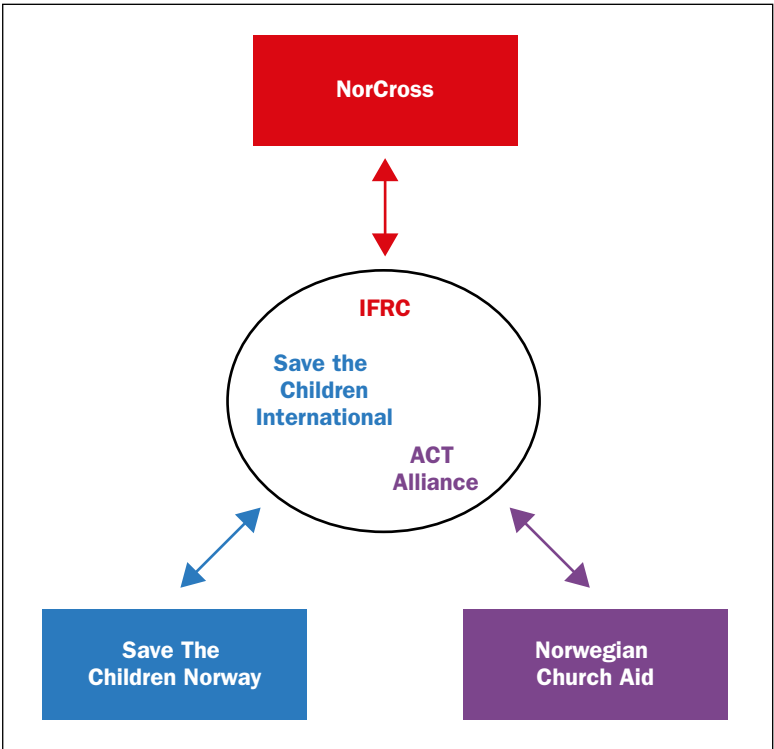 NorCross
IFRC
Save the
Children
International
ACT
Alliance
Save The
Children Norway
Norwegian
Church Aid